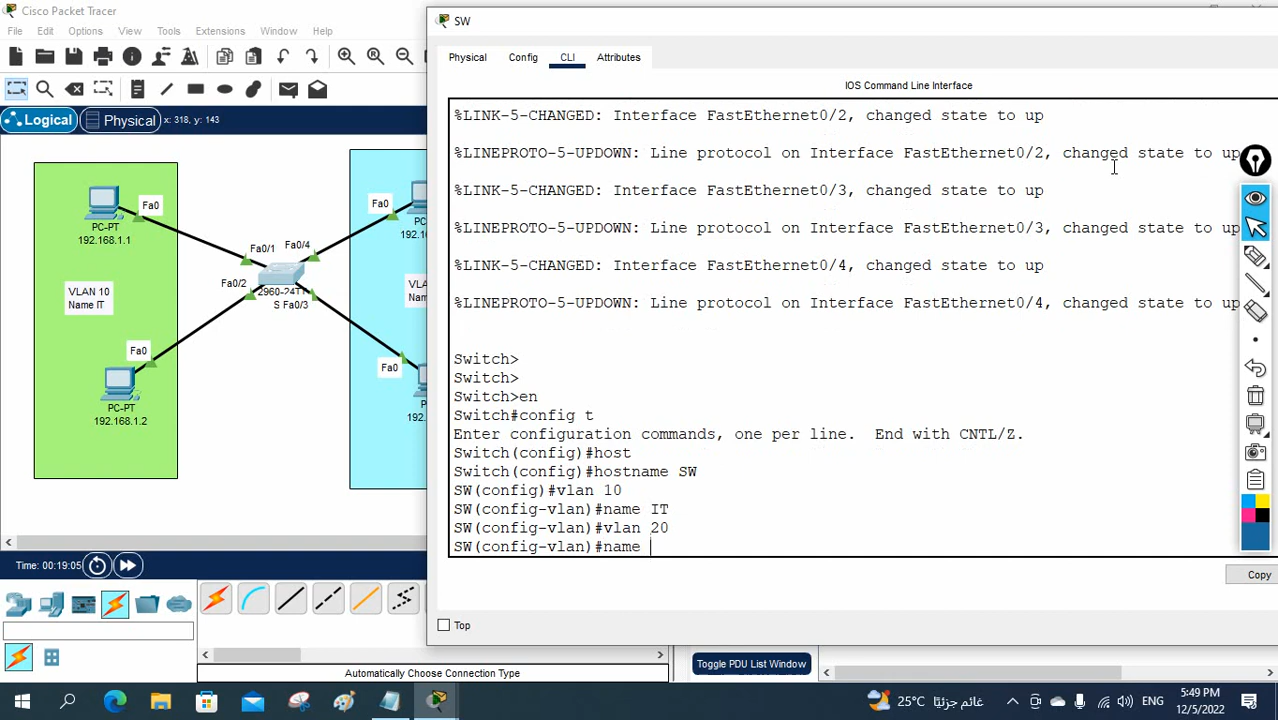 Cisco Packet Tracer
File Edit Options View Tools Extensions Window Help
Logical Physical x: 318, y: 143
Fa0
PC-PT
192.168.1.1
VLAN 10
Name IT
Fa0
PC-PT
192.168.1.2
Fa0/1
Fa0/4
Fa0/2
2960-24TT
S Fa0/3
Fa0
192.16
VLAN
Name
Fa0
P
192.
Time: 00:19:05
Automatically Choose Connection Type
SW
Physical Config CLI Attributes
IOS Command Line Interface
%LINK-5-CHANGED: Interface FastEthernet0/2, changed state to up
%LINEPROTO-5-UPDOWN: Line protocol on Interface FastEthernet0/2, changed state to up
%LINK-5-CHANGED: Interface FastEthernet0/3, changed state to up
%LINEPROTO-5-UPDOWN: Line protocol on Interface FastEthernet0/3, changed state to up
%LINK-5-CHANGED: Interface FastEthernet0/4, changed state to up
%LINEPROTO-5-UPDOWN: Line protocol on Interface FastEthernet0/4, changed state to up
Switch>
Switch>
Switch>en
Switch#config t
Enter configuration commands, one per line. End with CNTL/Z.
Switch(config)#host
Switch(config)#hostname SW
SW(config)#vlan 10
SW(config-vlan)#name IT
SW(config-vlan)#vlan 20
SW(config-vlan)#name
Copy
Top
Toggle PDU List Window
25°C غائم جزئيًا
ENG
5:49 PM
12/5/2022